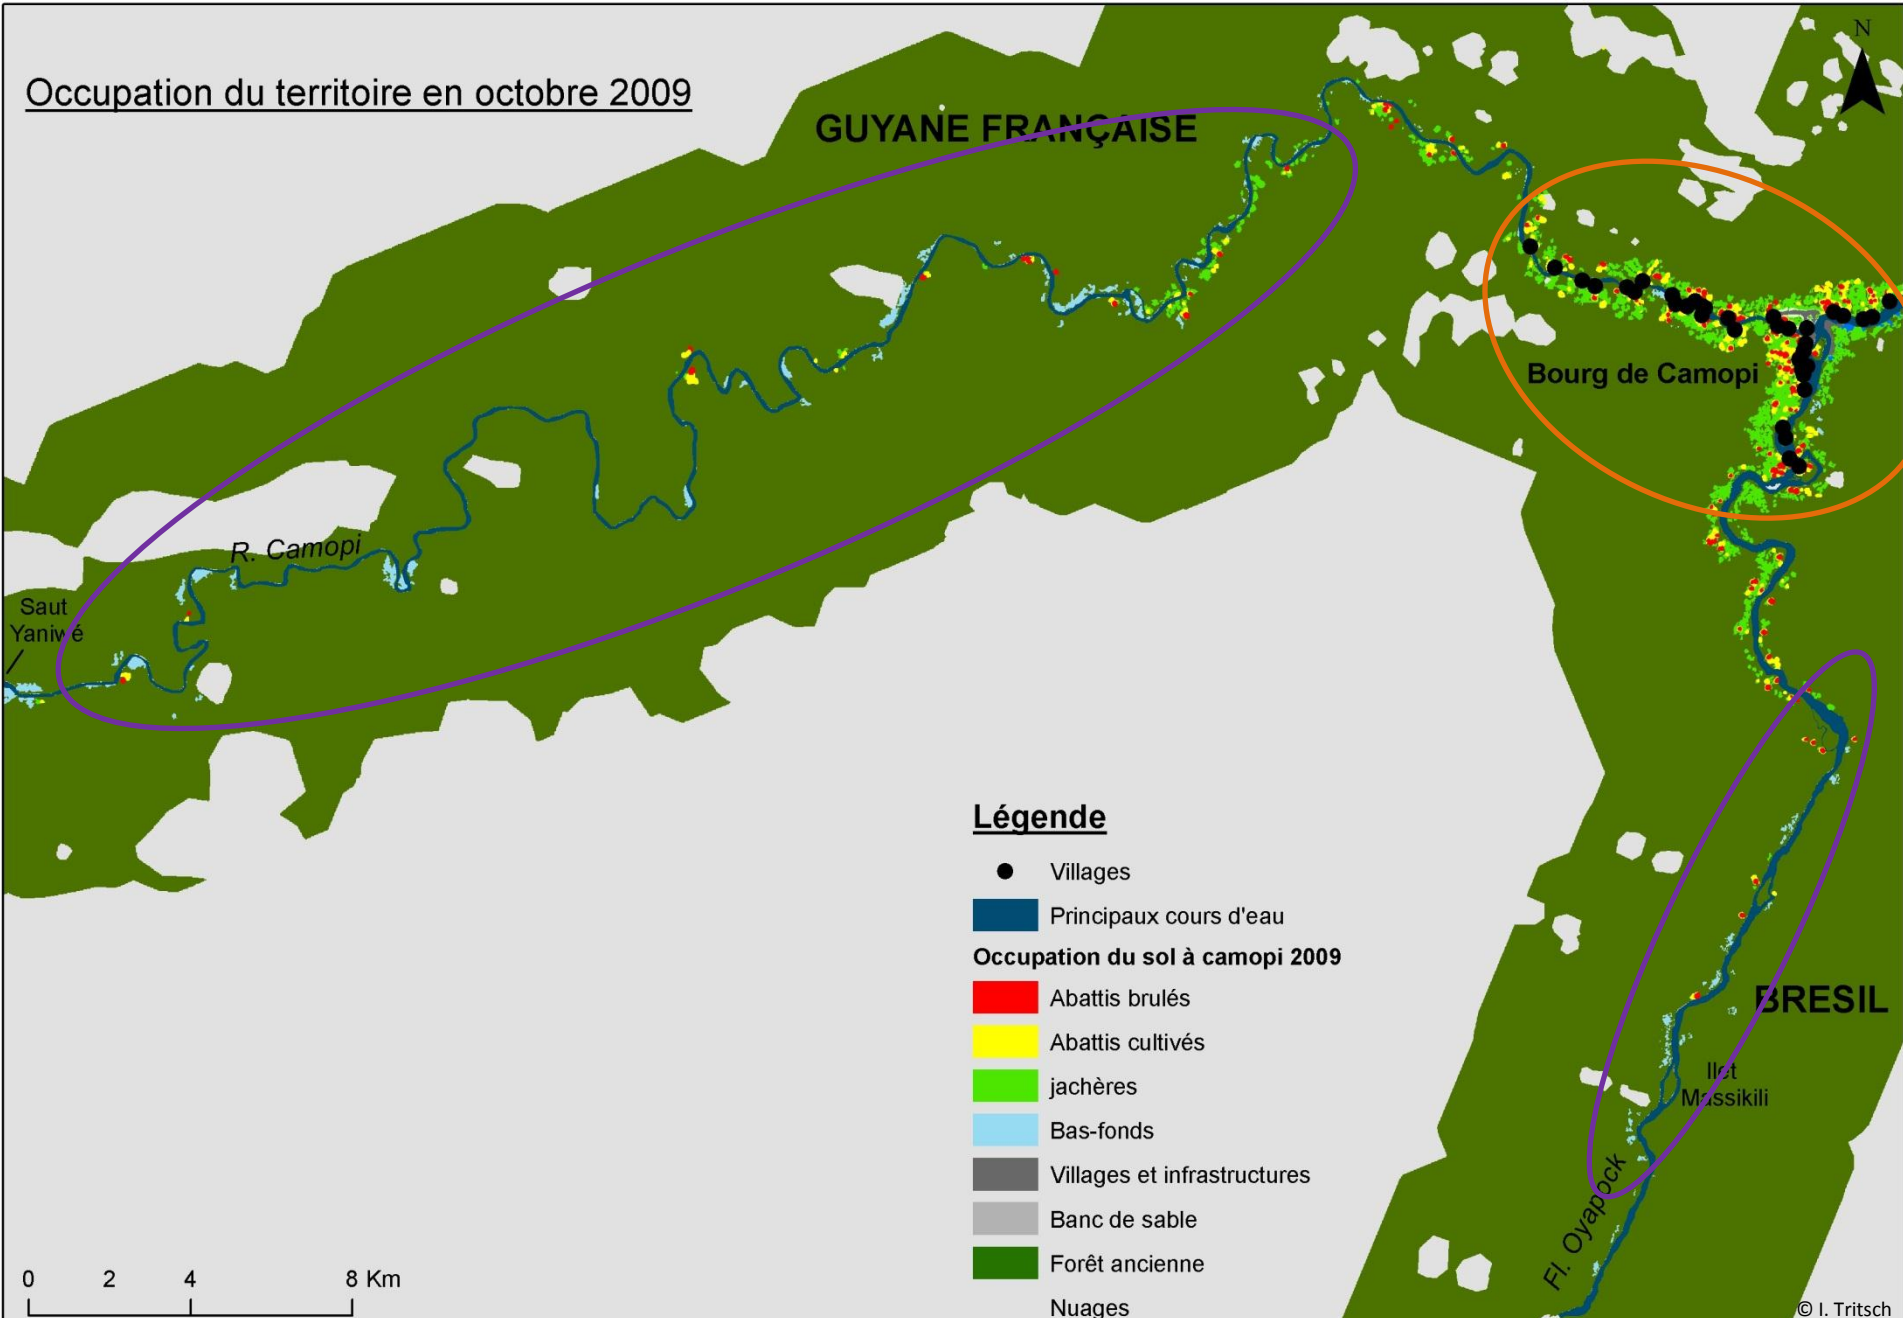 Occupation du territoire en octobre 2009
N
GUYANE FRANÇAISE
Bourg de Camopi
R. Camopi
Saut
Yaniwé
BRESIL
Ilet
Massikili
Fl. Oyapock
Légende
Villages
Principaux cours d'eau
Occupation du sol à camopi 2009
Abattis brulés
Abattis cultivés
jachères
Bas-fonds
Villages et infrastructures
Banc de sable
Forêt ancienne
Nuages
0 2 4 8 Km
© I. Tritsch